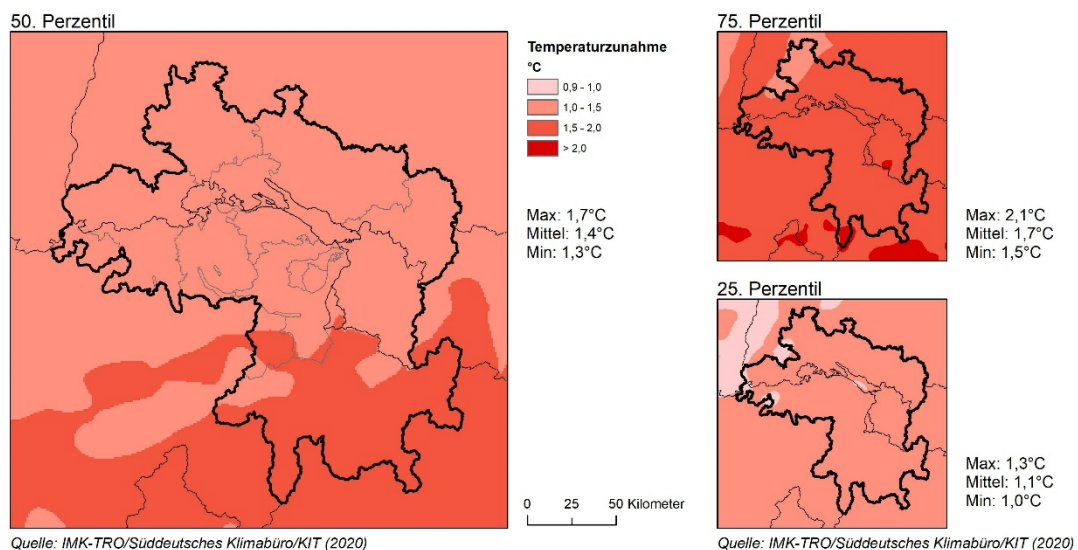 50. Perzentil
Temperaturzunahme
°C
0,9 - 1,0
1,0 - 1,5
1,5 - 2,0
> 2,0
Max: 1,7°C
Mittel: 1,4°C
Min: 1,3°C
0 25 50 Kilometer
Quelle: IMK-TRO/Süddeutsches Klimabüro/KIT (2020)
75. Perzentil
Max: 2,1°C
Mittel: 1,7°C
Min: 1,5°C
25. Perzentil
Max: 1,3°C
Mittel: 1,1°C
Min: 1,0°C
Quelle: IMK-TRO/Süddeutsches Klimabüro/KIT (2020)